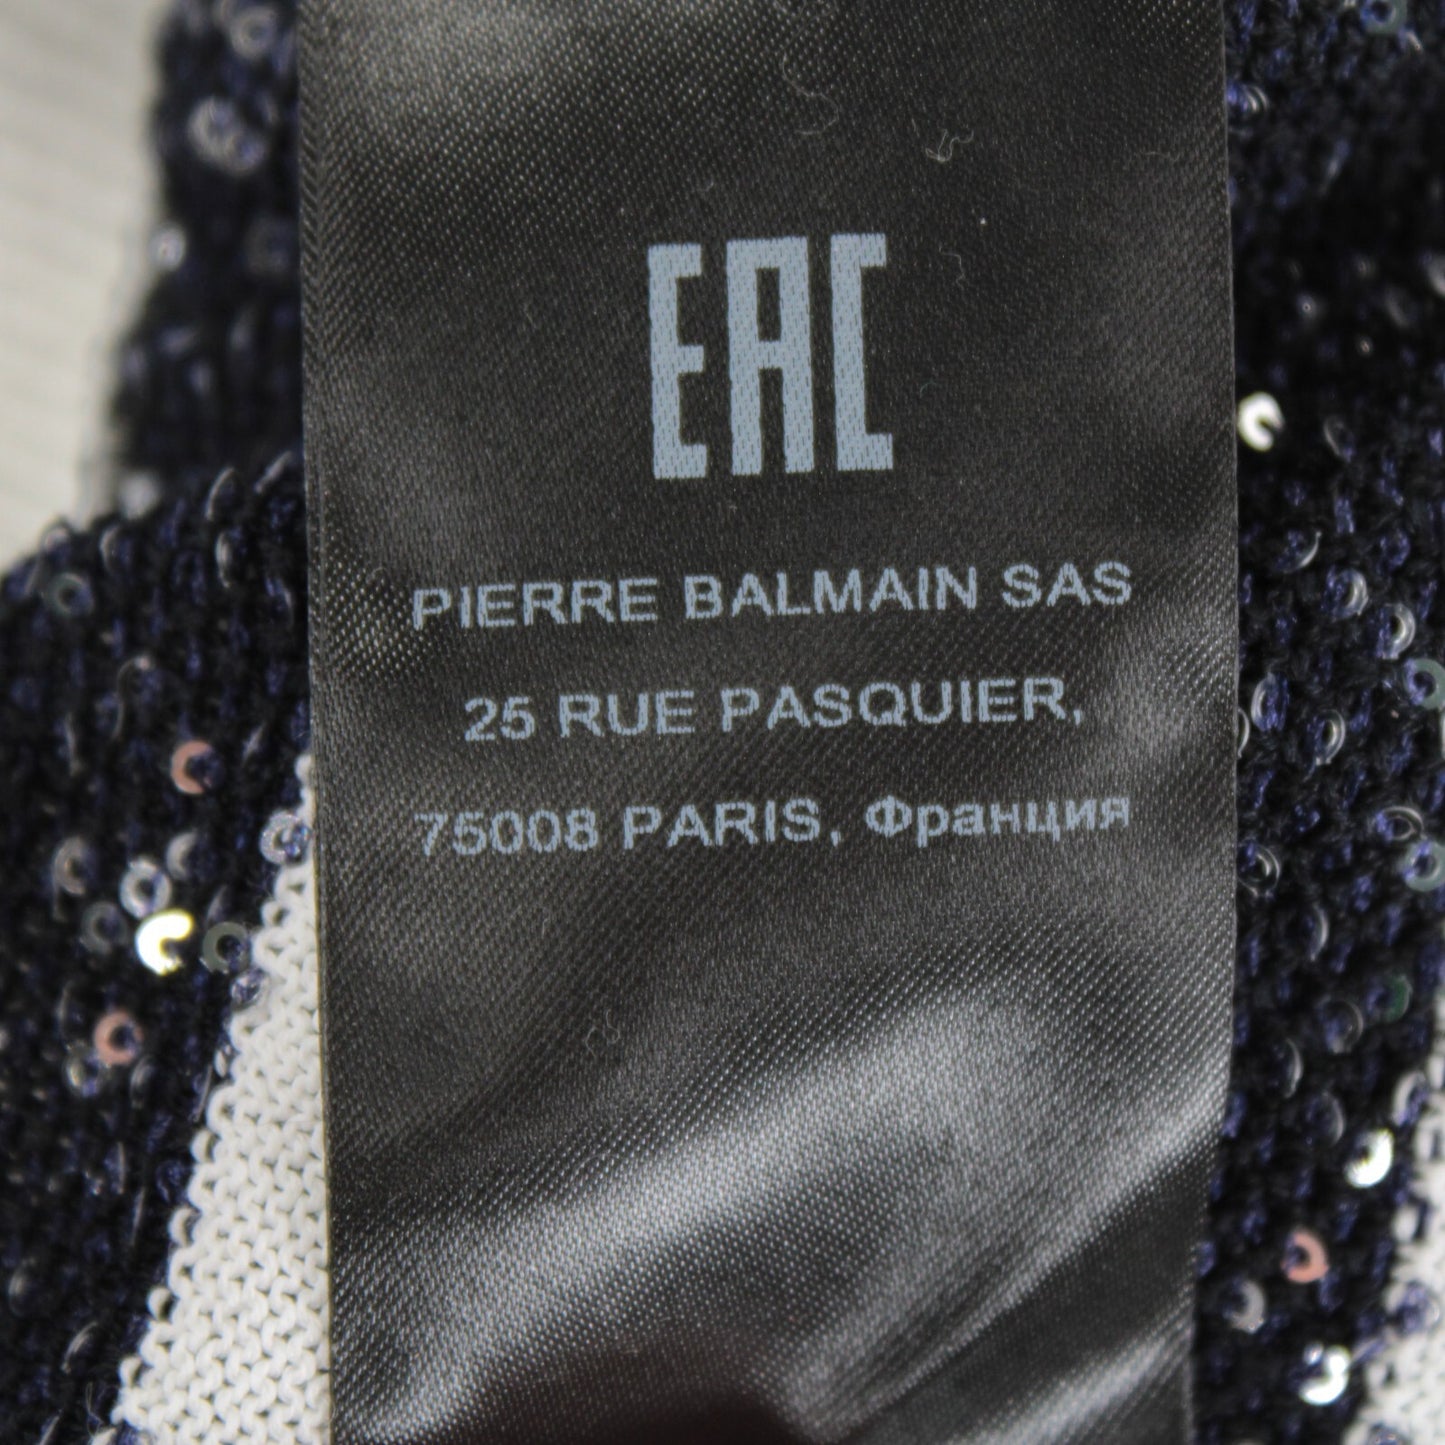 EAC
PIERRE BALMAIN SAS
25 RUE PASQUIER,
75008 PARIS, Франция